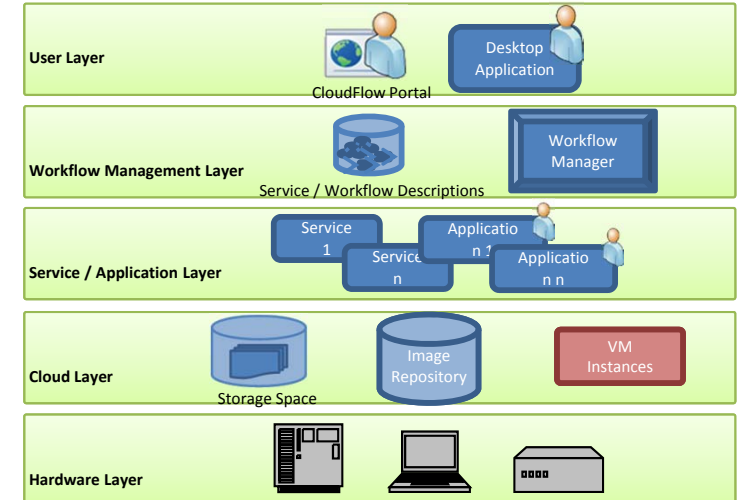 User Layer
CloudFlow Portal
Desktop
Application
Workflow Management Layer
Service / Workflow Descriptions
Workflow
Manager
Service / Application Layer
Service
1
Service
n
Applicatio
n 1
Applicatio
n n
Cloud Layer
Storage Space
Image
Repository
VM
Instances
Hardware Layer